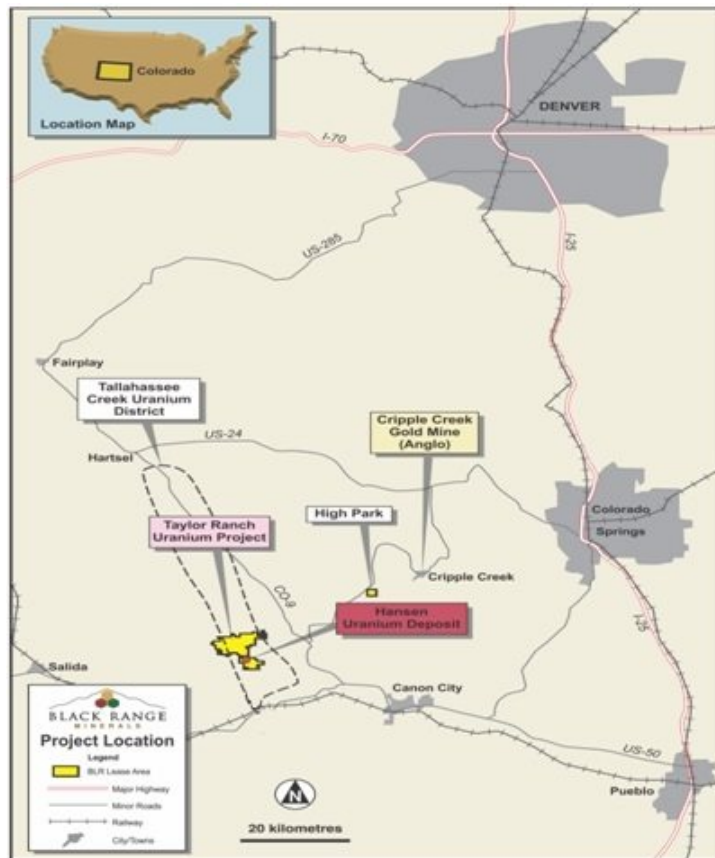 Colorado
Location Map
DENVER
I-70
I-25
US-285
Fairplay
Tallahassee
Creek Uranium
District
Cripple Creek
Gold Mine
(Anglo)
US-24
Hartsel
Colorado
Springs
High Park
Taylor Ranch
Uranium Project
Cripple Creek
CO-9
Hansen
Uranium Deposit
I-25
Salida
Canon City
BLACK RANGE
MINERALS
Project Location
Legend
BLR Lease Area
Major Highway
Minor Roads
Railway
City/Towns
US-50
Pueblo
N
20 kilometres